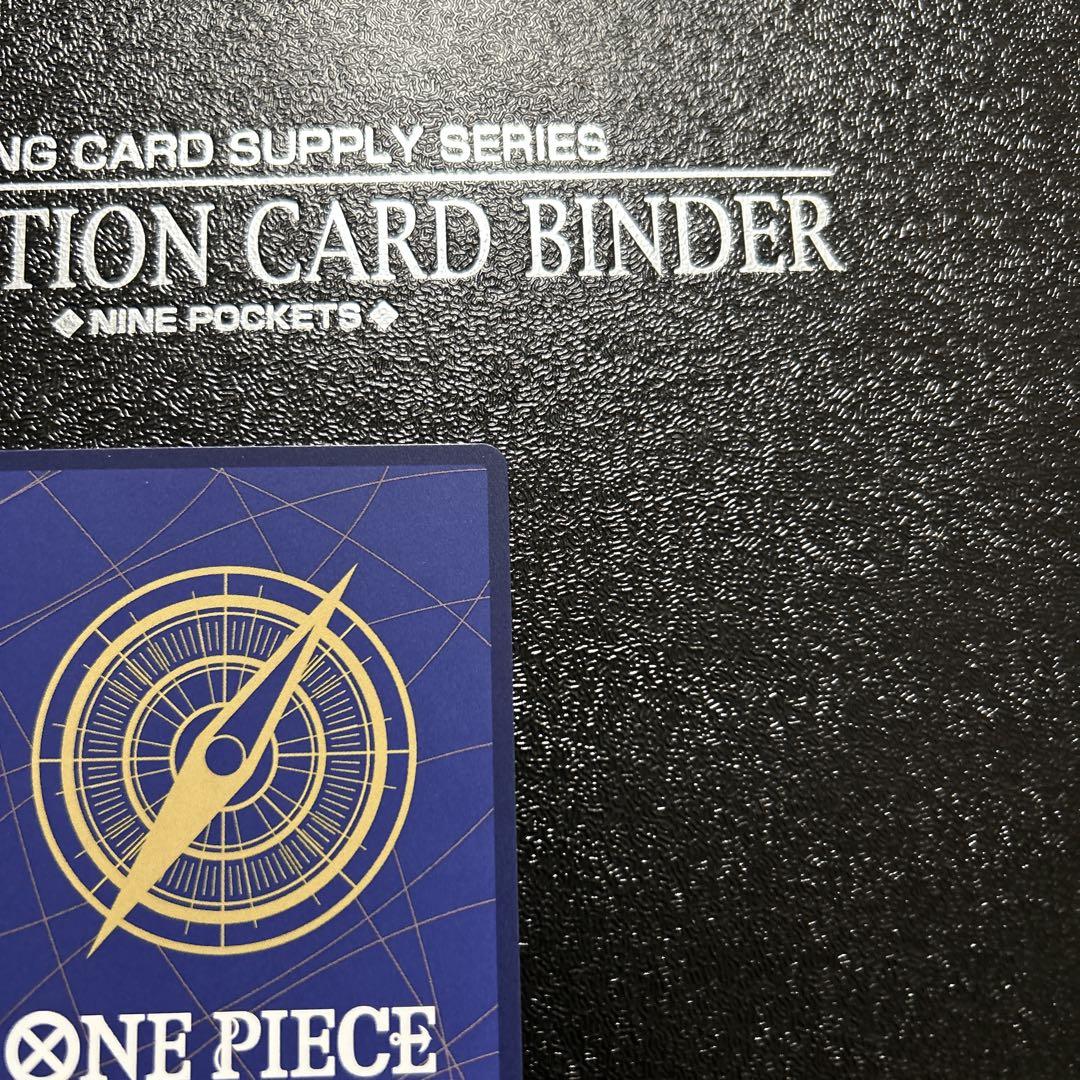 NG CARD SUPPLY SERIES
TION CARD BINDER
◆NINE POCKETS◆
ONE PIECE